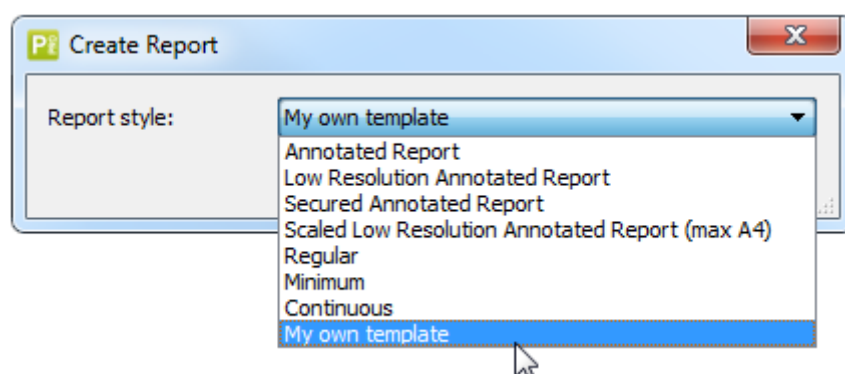 Create Report
Report style:
My own template
Annotated Report
Low Resolution Annotated Report
Secured Annotated Report
Scaled Low Resolution Annotated Report (max A4)
Regular
Minimum
Continuous
My own template